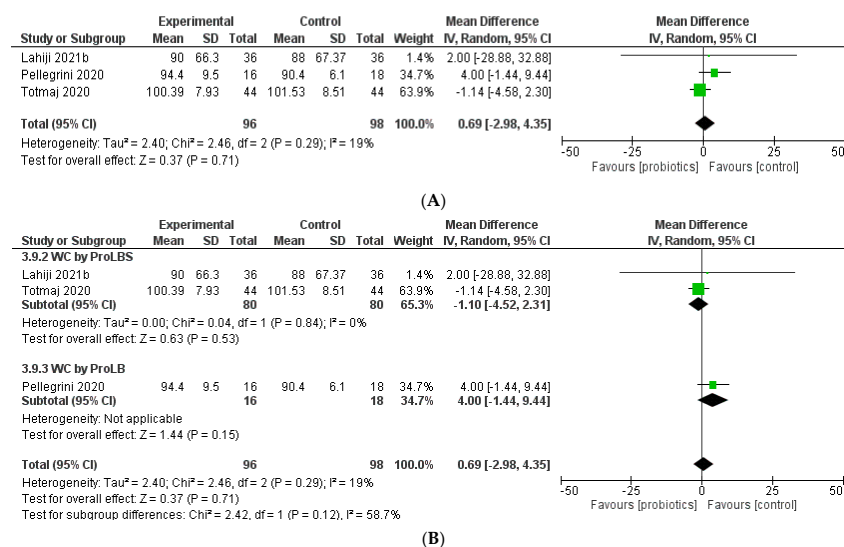 Experimental Control Mean Difference Mean Difference
Study or Subgroup Mean SD Total Mean SD Total Weight IV, Random, 95% CI IV, Random, 95% CI
Lahiji 2021b 90 66.3 36 88 67.37 36 1.4% 2.00 [-28.88, 32.88]
Pellegrini 2020 94.4 9.5 16 90.4 6.1 18 34.7% 4.00 [-1.44, 9.44]
Totmaj 2020 100.39 7.93 44 101.53 8.51 44 63.9% -1.14 [-4.58, 2.30]
Total (95% CI) 96 98 100.0% 0.69 [-2.98, 4.35]
Heterogeneity: Tau² = 2.40; Chi² = 2.46, df = 2 (P = 0.29); I² = 19%
Test for overall effect: Z = 0.37 (P = 0.71)
-50 -25 0 25 50
Favours [probiotics] Favours [control]
(A)
Experimental Control Mean Difference Mean Difference
Study or Subgroup Mean SD Total Mean SD Total Weight IV, Random, 95% CI IV, Random, 95% CI
3.9.2 WC by ProLBS
Lahiji 2021b 90 66.3 36 88 67.37 36 1.4% 2.00 [-28.88, 32.88]
Totmaj 2020 100.39 7.93 44 101.53 8.51 44 63.9% -1.14 [-4.58, 2.30]
Subtotal (95% CI) 80 80 65.3% -1.10 [-4.52, 2.31]
Heterogeneity: Tau² = 0.00; Chi² = 0.04, df = 1 (P = 0.84); I² = 0%
Test for overall effect: Z = 0.63 (P = 0.53)
3.9.3 WC by ProLB
Pellegrini 2020 94.4 9.5 16 90.4 6.1 18 34.7% 4.00 [-1.44, 9.44]
Subtotal (95% CI) 16 18 34.7% 4.00 [-1.44, 9.44]
Heterogeneity: Not applicable
Test for overall effect: Z = 1.44 (P = 0.15)
Total (95% CI) 96 98 100.0% 0.69 [-2.98, 4.35]
Heterogeneity: Tau² = 2.40; Chi² = 2.46, df = 2 (P = 0.29); I² = 19%
Test for overall effect: Z = 0.37 (P = 0.71)
Test for subgroup differences: Chi² = 2.42, df = 1 (P = 0.12), I² = 58.7%
-50 -25 0 25 50
Favours [probiotics] Favours [control]
(B)